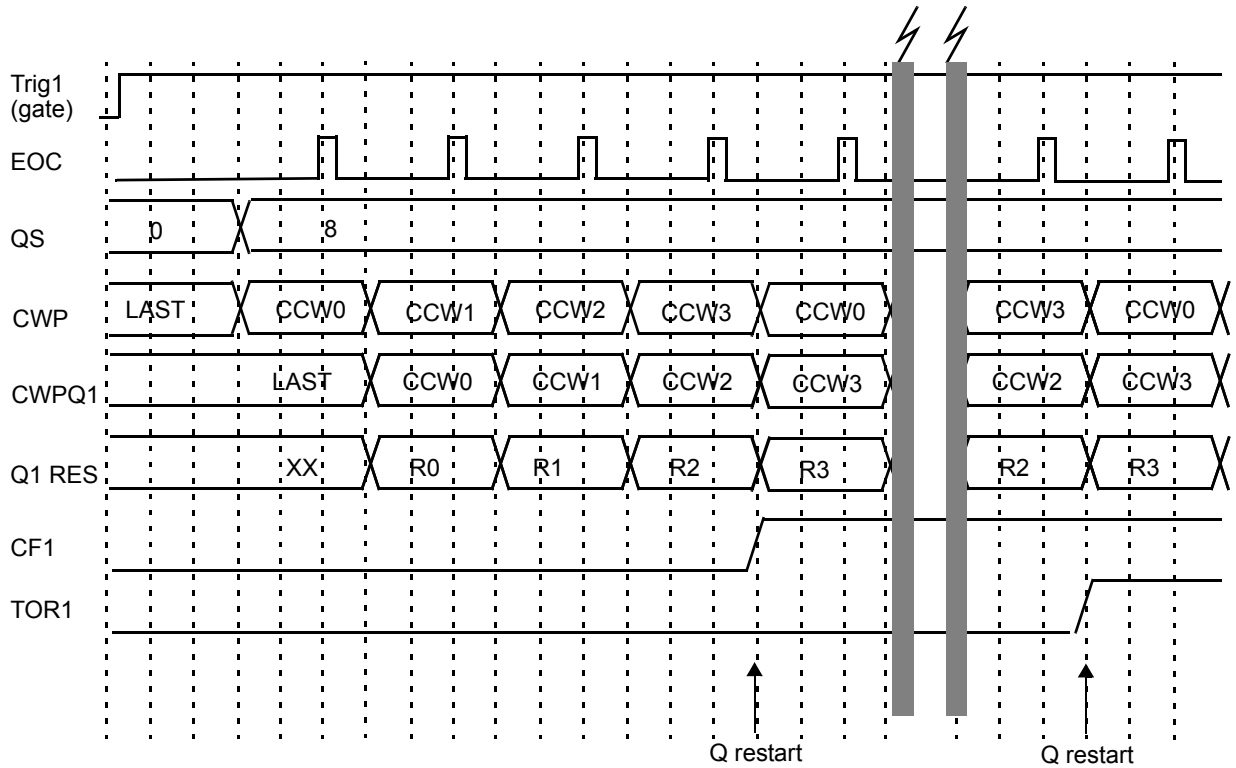 Trig1
(gate)
EOC
QS
0
8
CWP
LAST
CCW0
CCW1
CCW2
CCW3
CCW0
CCW3
CCW0
CWPQ1
LAST
CCW0
CCW1
CCW2
CCW3
CCW2
CCW3
Q1 RES
XX
R0
R1
R2
R3
R2
R3
CF1
TOR1
Q restart
Q restart